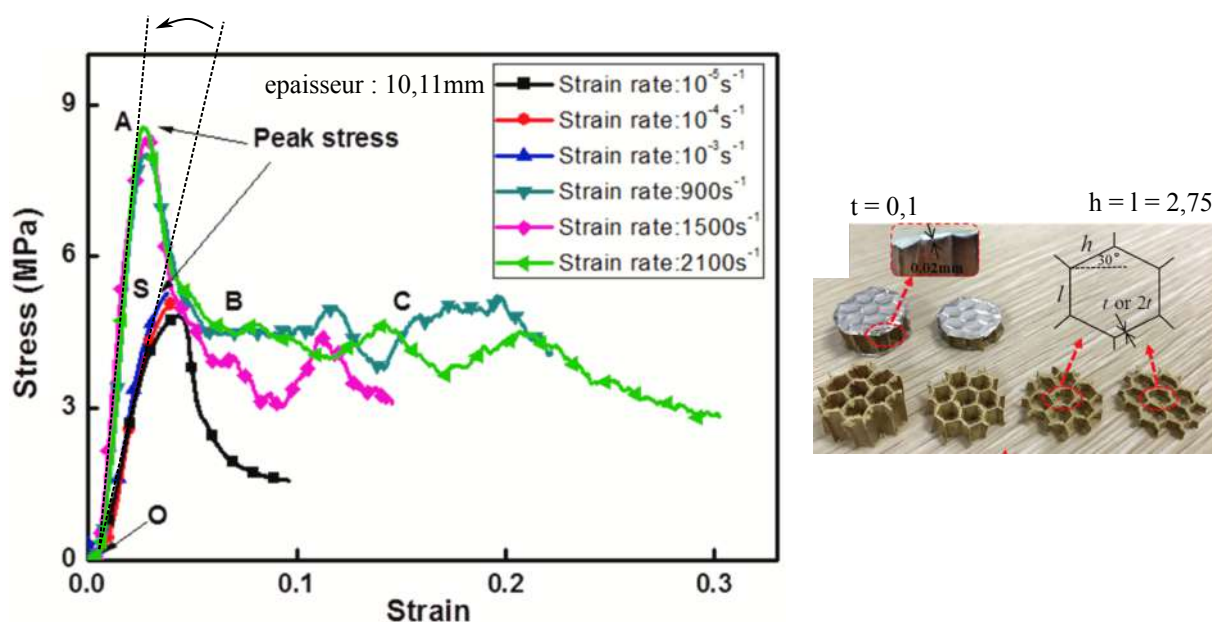 epaisseur : 10,11mm
Strain rate:10⁻⁵s⁻¹
Strain rate:10⁻⁴s⁻¹
Strain rate:10⁻³s⁻¹
Strain rate:900s⁻¹
Strain rate:1500s⁻¹
Strain rate:2100s⁻¹
9
A
Peak stress
6
S
B
C
3
O
0
0.0
0.1
0.2
0.3
Stress (MPa)
Strain
t = 0,1
h = l = 2,75
0.02mm
h
30°
l
t or 2t